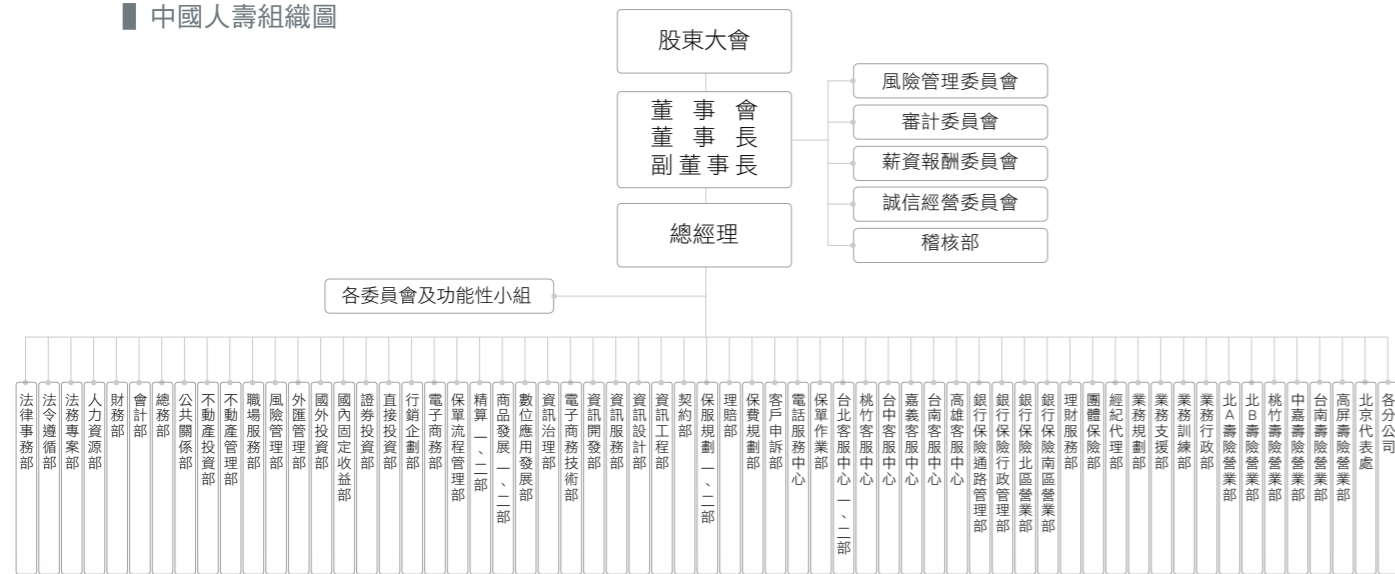 中國人壽組織圖
股東大會
董事會
董事長
副董事長
風險管理委員會
審計委員會
薪資報酬委員會
誠信經營委員會
稽核部
總經理
各委員會及功能性小組
法律事務部
法令遵循部
法務專案部
人力資源部
財務部
會計部
總務部
公共關係部
不動產投資部
不動產管理部
職場服務部
風險管理部
外匯管理部
國外投資部
國內固定收益部
證券投資部
直接投資部
行銷企劃部
電子商務部
保單流程管理部
精算一、二部
商品發展一、二部
數位應用發展部
資訊治理部
電子商務技術部
資訊開發部
資訊服務部
資訊設計部
資訊工程部
契約部
保服規劃一、二部
理賠部
保費規劃部
客戶申訴部
電話服務中心
保單作業部
台北客服中心一、二部
桃竹客服中心
台中客服中心
嘉義客服中心
台南客服中心
高雄客服中心
銀行保險通路管理部
銀行保險行政管理部
銀行保險北區營業部
銀行保險南區營業部
理財服務部
團體保險部
經紀代理部
業務規劃部
業務支援部
業務訓練部
業務行政部
北A壽險營業部
北B壽險營業部
桃竹壽險營業部
中嘉壽險營業部
台南壽險營業部
高屏壽險營業部
北京代表處
各分公司